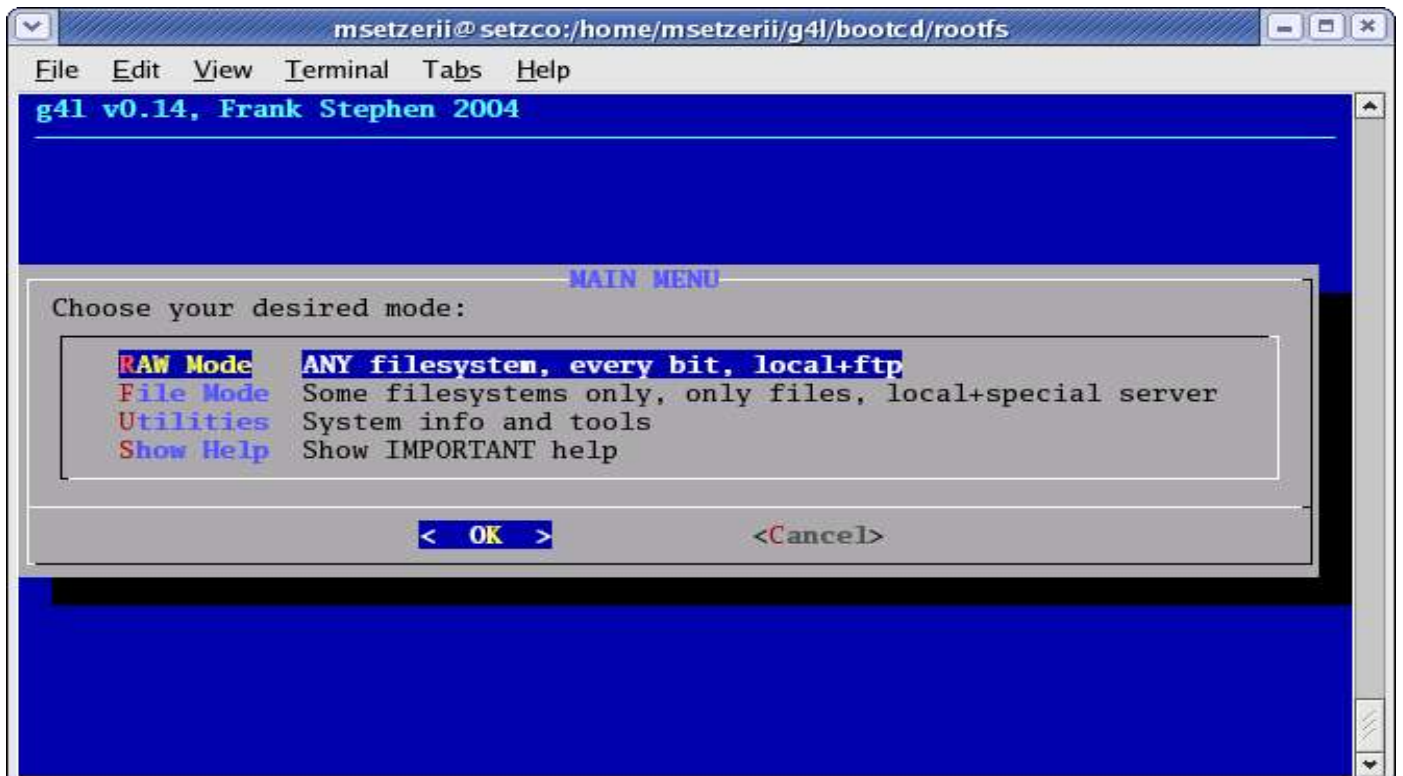 msetzerii@setzco:/home/msetzerii/g4l/bootcd/rootfs
File Edit View Terminal Tabs Help
g4l v0.14, Frank Stephen 2004
MAIN MENU
Choose your desired mode:
RAW Mode ANY filesystem, every bit, local+ftp
File Mode Some filesystems only, only files, local+special server
Utilities System info and tools
Show Help Show IMPORTANT help
< OK > <Cancel>